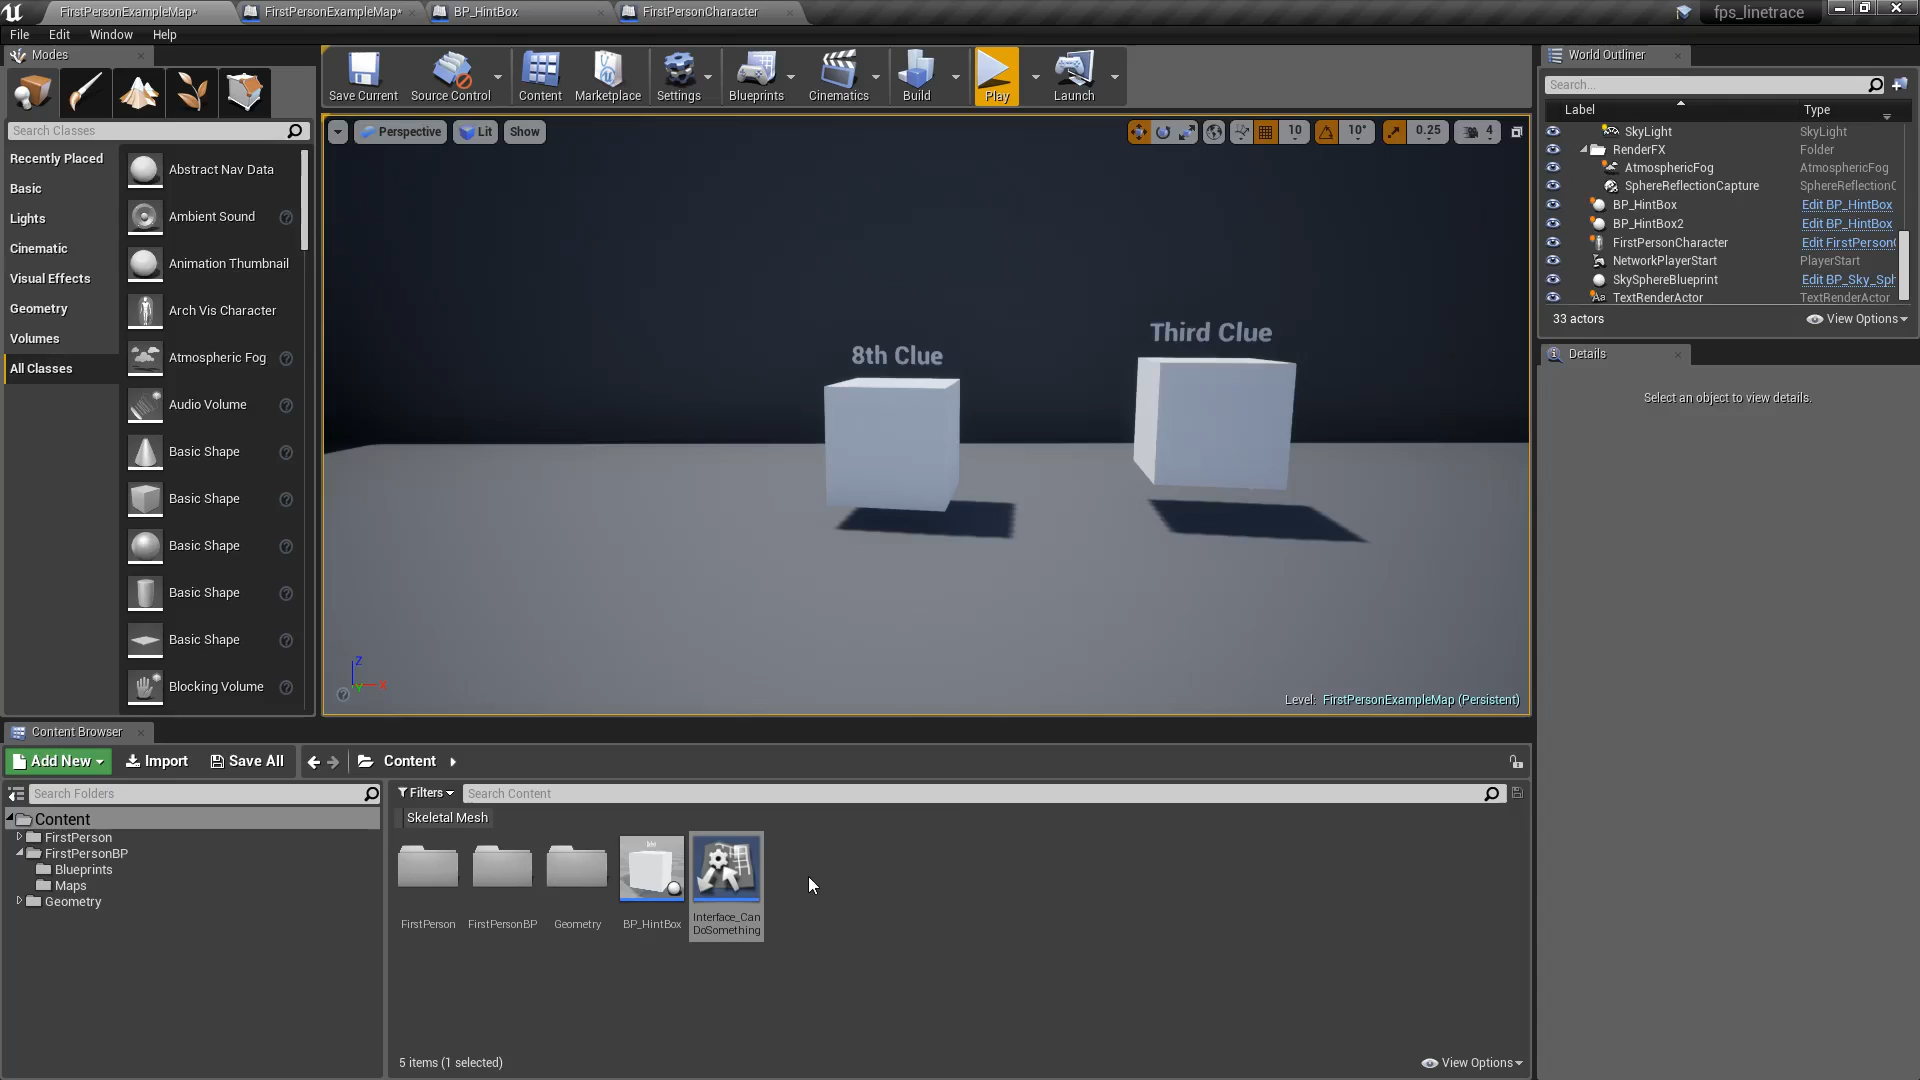 FirstPersonExampleMap*
FirstPersonExampleMap*
BP_HintBox
FirstPersonCharacter
fps_linetrace
File
Edit
Window
Help
Modes
Search Classes
Recently Placed
Basic
Lights
Cinematic
Visual Effects
Geometry
Volumes
All Classes
Abstract Nav Data
Ambient Sound
Animation Thumbnail
Arch Vis Character
Atmospheric Fog
Audio Volume
Basic Shape
Basic Shape
Basic Shape
Basic Shape
Basic Shape
Blocking Volume
Save Current
Source Control
Content
Marketplace
Settings
Blueprints
Cinematics
Build
Play
Launch
Perspective
Lit
Show
10
10°
0.25
4
8th Clue
Third Clue
Z
Y
X
Level: FirstPersonExampleMap (Persistent)
World Outliner
Search...
Label
Type
SkyLight
SkyLight
RenderFX
Folder
AtmosphericFog
AtmosphericFog
SphereReflectionCapture
SphereReflectionC
BP_HintBox
Edit BP_HintBox
BP_HintBox2
Edit BP_HintBox
FirstPersonCharacter
Edit FirstPersonC
NetworkPlayerStart
PlayerStart
SkySphereBlueprint
Edit BP_Sky_Sph
TextRenderActor
TextRenderActor
33 actors
View Options
Details
Select an object to view details.
Content Browser
Add New
Import
Save All
Content
Search Folders
Content
FirstPerson
FirstPersonBP
Blueprints
Maps
Geometry
Filters
Search Content
Skeletal Mesh
FirstPerson
FirstPersonBP
Geometry
BP_HintBox
Interface_Can
DoSomething
5 items (1 selected)
View Options